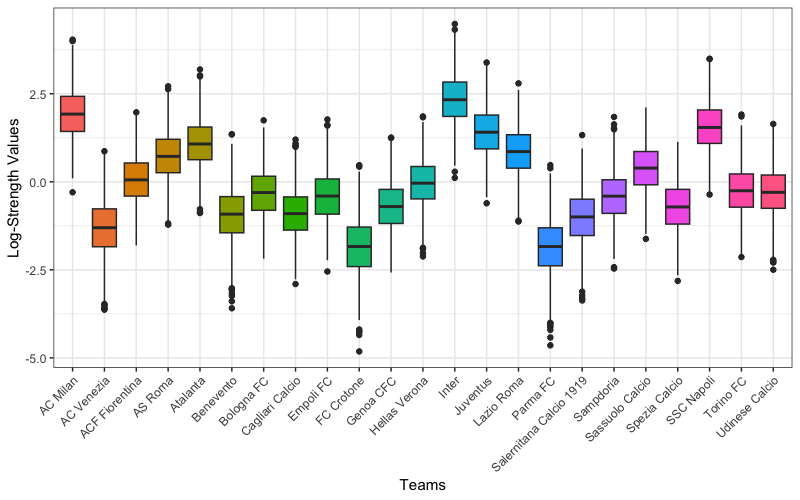 Log-Strength Values
2.5
0.0
-2.5
-5.0
AC Milan
AC Venezia
ACF Fiorentina
AS Roma
Atalanta
Benevento
Bologna FC
Cagliari Calcio
Empoli FC
FC Crotone
Genoa CFC
Hellas Verona
Inter
Juventus
Lazio Roma
Parma FC
Salernitana Calcio 1919
Sampdoria
Sassuolo Calcio
Spezia Calcio
SSC Napoli
Torino FC
Udinese Calcio
Teams